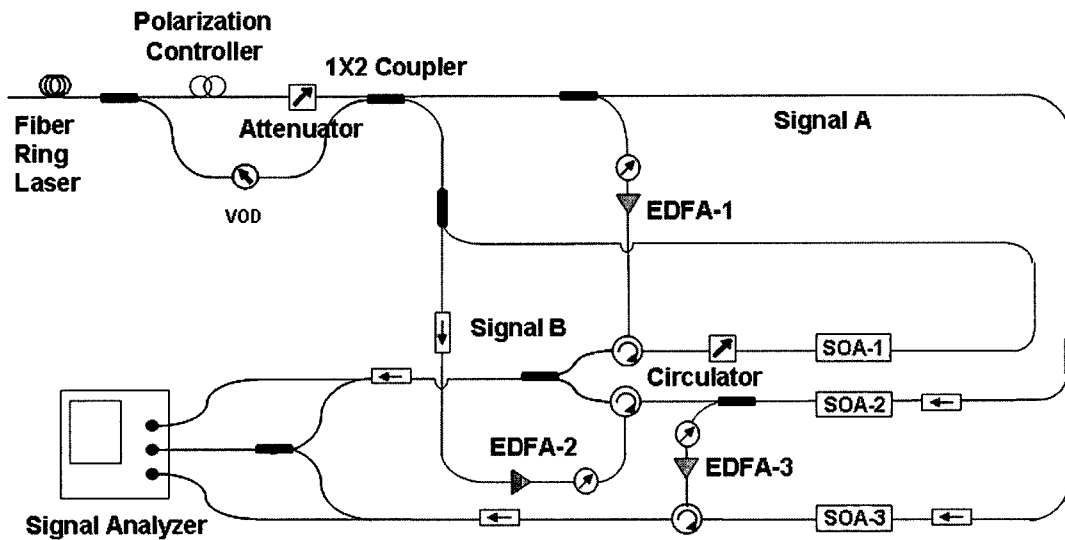 Polarization
Controller
1X2 Coupler
Attenuator
Signal A
Fiber
Ring
Laser
VOD
EDFA-1
Signal B
SOA-1
Circulator
SOA-2
EDFA-2
EDFA-3
SOA-3
Signal Analyzer